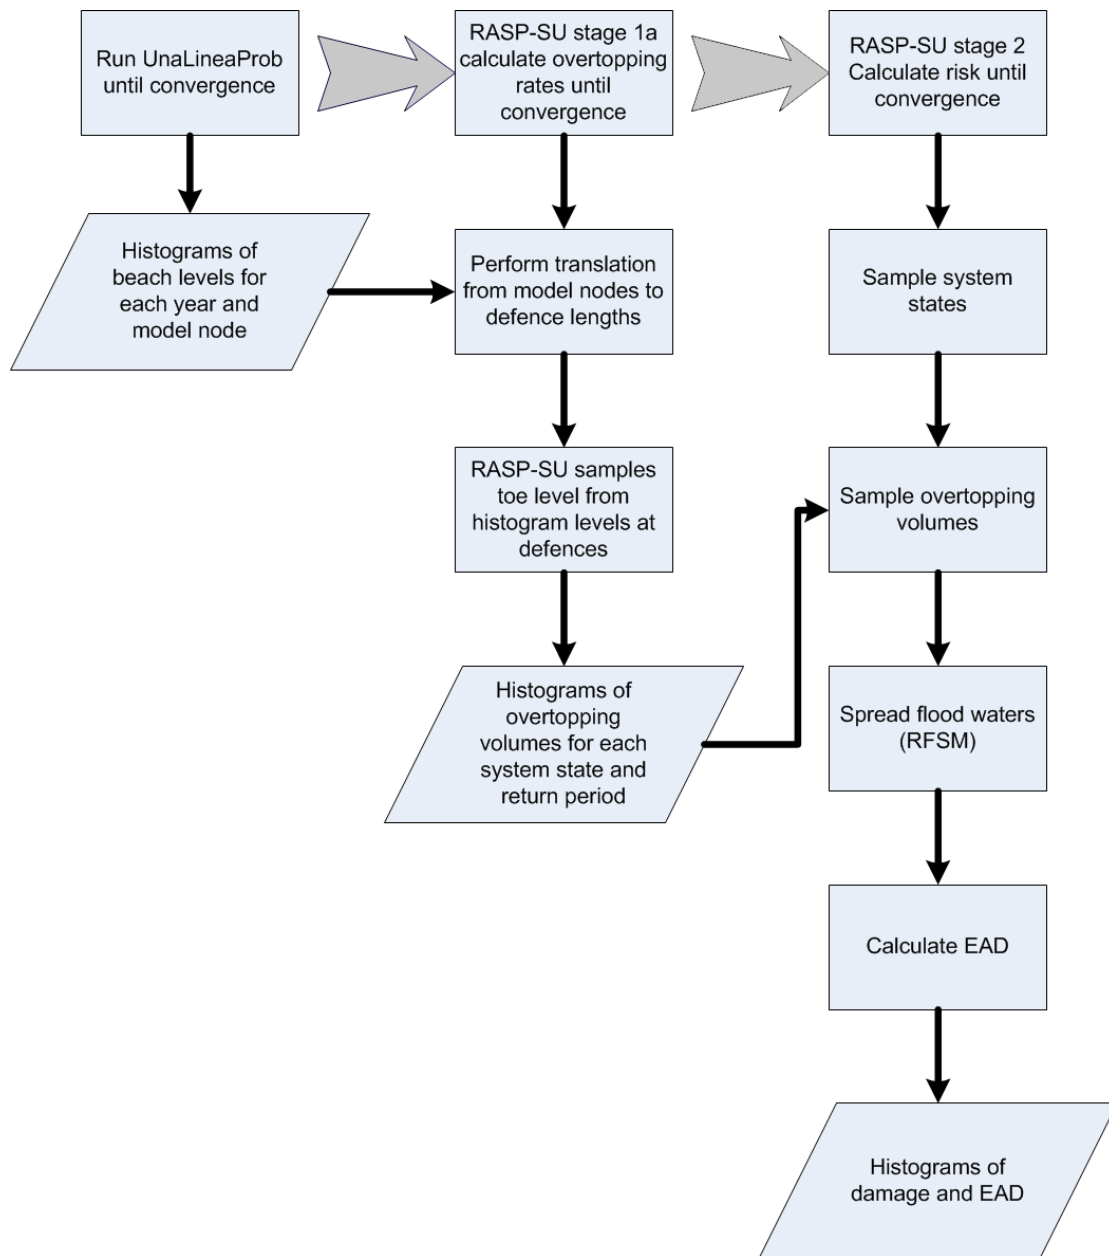 Run UnaLineaProb
until convergence
RASP-SU stage 1a
calculate overtopping
rates until
convergence
RASP-SU stage 2
Calculate risk until
convergence
Histograms of
beach levels for
each year and
model node
Perform translation
from model nodes to
defence lengths
Sample system
states
RASP-SU samples
toe level from
histogram levels at
defences
Sample overtopping
volumes
Histograms of
overtopping
volumes for each
system state and
return period
Spread flood waters
(RFSM)
Calculate EAD
Histograms of
damage and EAD